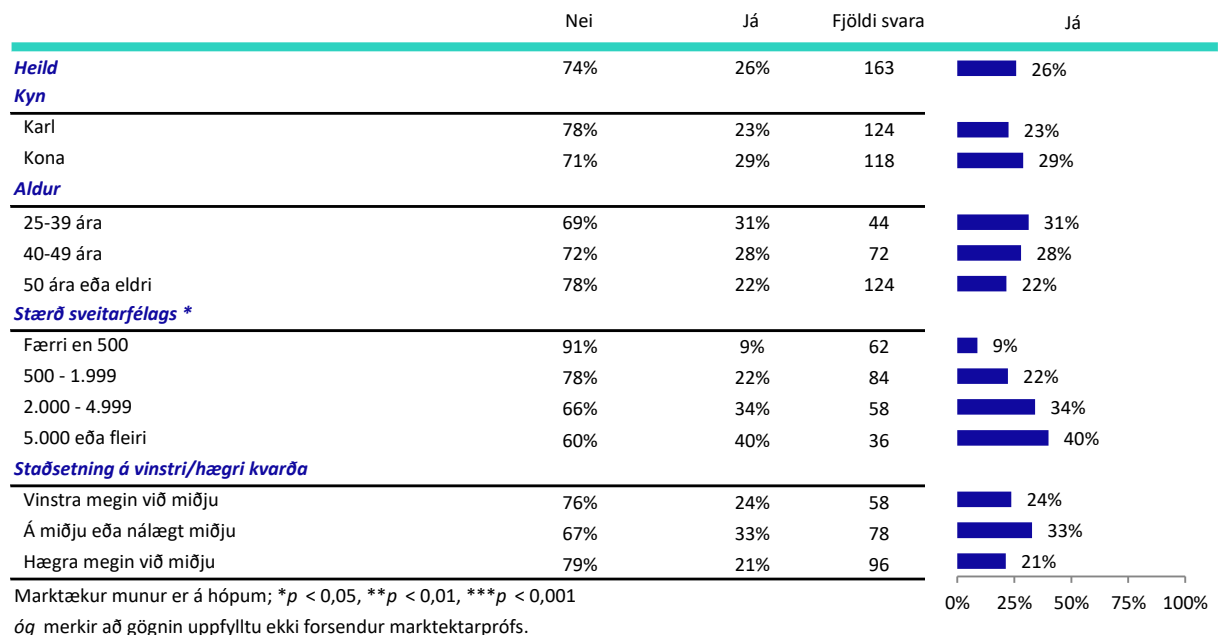 Nei Já Fjöldi svara Já
Heild 74% 26% 163 26%
Kyn
Karl 78% 23% 124 23%
Kona 71% 29% 118 29%
Aldur
25-39 ára 69% 31% 44 31%
40-49 ára 72% 28% 72 28%
50 ára eða eldri 78% 22% 124 22%
Stærð sveitarfélags *
Færri en 500 91% 9% 62 9%
500 - 1.999 78% 22% 84 22%
2.000 - 4.999 66% 34% 58 34%
5.000 eða fleiri 60% 40% 36 40%
Staðsetning á vinstri/hægri kvarða
Vinstra megin við miðju 76% 24% 58 24%
Á miðju eða nálægt miðju 67% 33% 78 33%
Hægra megin við miðju 79% 21% 96 21%
Marktækur munur er á hópum; *p < 0,05, **p < 0,01, ***p < 0,001
0% 25% 50% 75% 100%
óg merkir að gögnin uppfylltu ekki forsendur marktektarprófs.